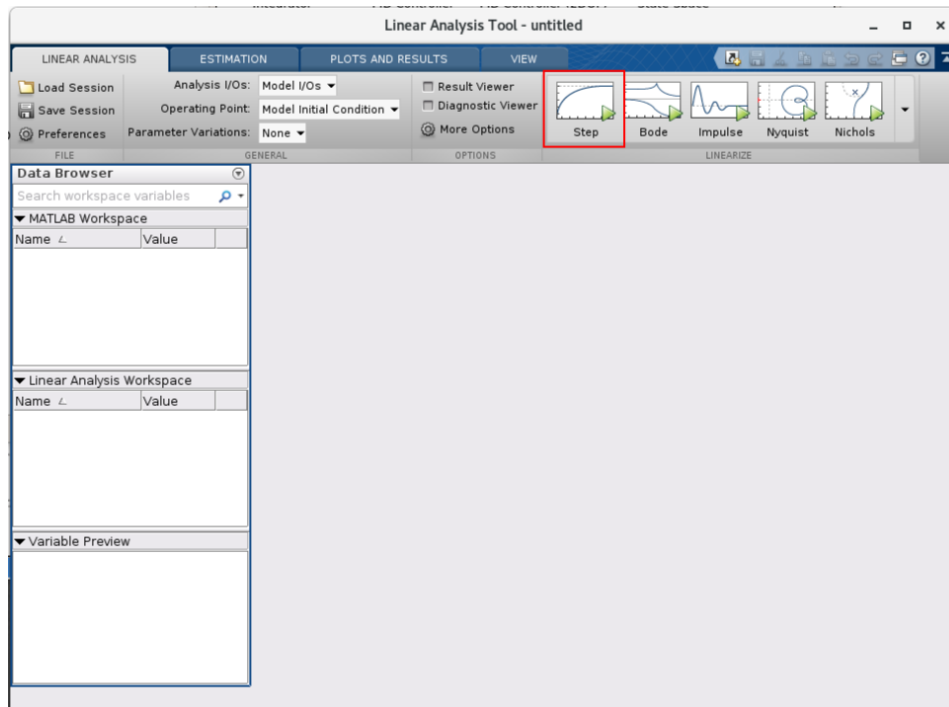 Linear Analysis Tool - untitled
LINEAR ANALYSIS
ESTIMATION
PLOTS AND RESULTS
VIEW
Load Session
Save Session
Preferences
FILE
Analysis I/Os: Model I/Os
Operating Point: Model Initial Condition
Parameter Variations: None
GENERAL
Result Viewer
Diagnostic Viewer
More Options
OPTIONS
Step
Bode
Impulse
Nyquist
Nichols
LINEARIZE
Data Browser
Search workspace variables
MATLAB Workspace
Name Value
Linear Analysis Workspace
Name Value
Variable Preview